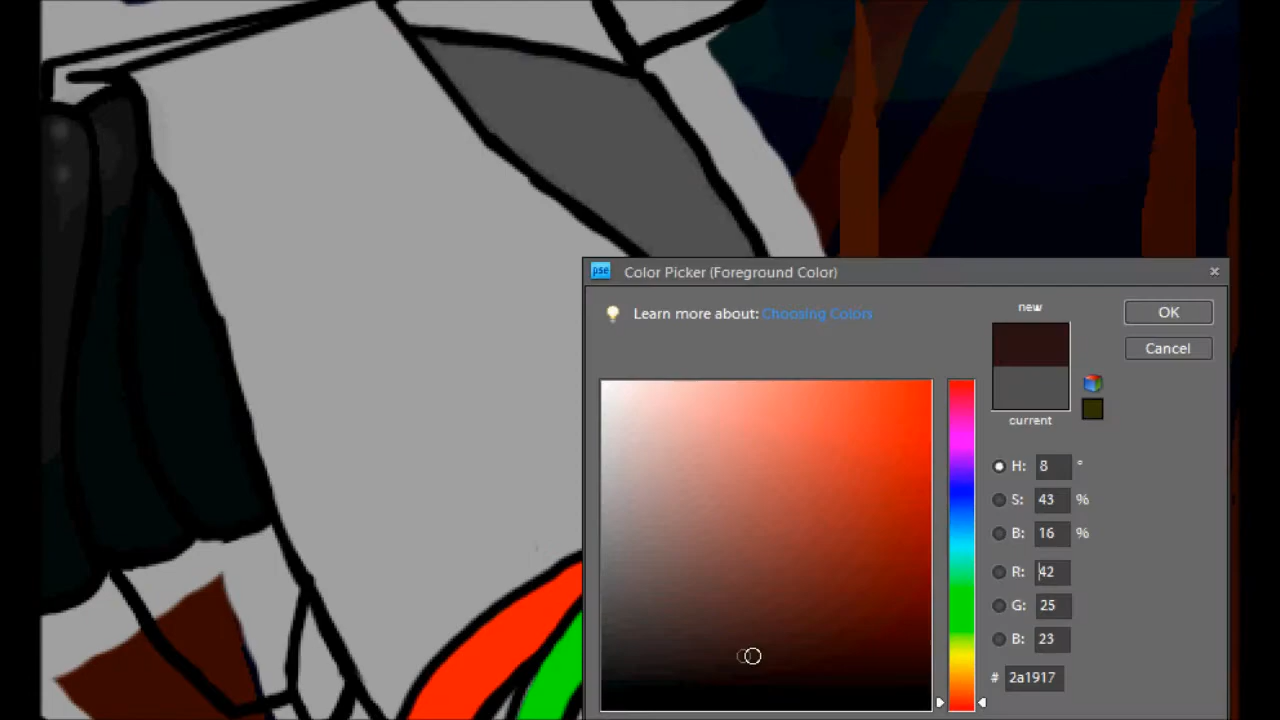 pse Color Picker (Foreground Color)
Learn more about: Choosing Colors
new
OK
Cancel
current
H: 8 °
S: 43 %
B: 16 %
R: 42
G: 25
B: 23
# 2a1917